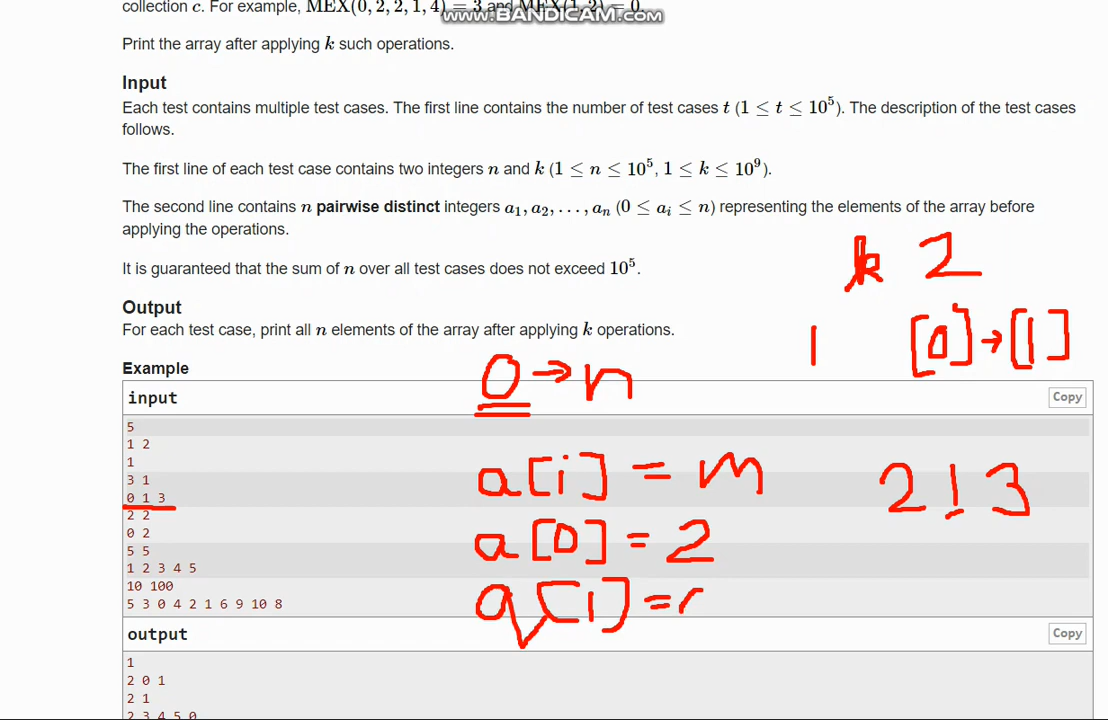 collection c. For example, MEX(0, 2, 2, 1, 4) = 3 and MEX(1, 2) = 0.
WWW.BANDICAM.COM
Print the array after applying k such operations.
Input
Each test contains multiple test cases. The first line contains the number of test cases t (1 ≤ t ≤ 10⁵). The description of the test cases
follows.
The first line of each test case contains two integers n and k (1 ≤ n ≤ 10⁵, 1 ≤ k ≤ 10⁹).
The second line contains n pairwise distinct integers a₁, a₂, . . . , aₙ (0 ≤ aᵢ ≤ n) representing the elements of the array before
applying the operations.
It is guaranteed that the sum of n over all test cases does not exceed 10⁵.
k 2
Output
For each test case, print all n elements of the array after applying k operations.
1 [0] → [1]
Example
0 → n
input
Copy
5
1 2
1
3 1
0 1 3
2 2
0 2
5 5
1 2 3 4 5
10 100
5 3 0 4 2 1 6 9 10 8
a[i] = m
2 ! 3
a[0] = 2
a[i] =
output
Copy
1
2 0 1
2 1
2 3 4 5 0